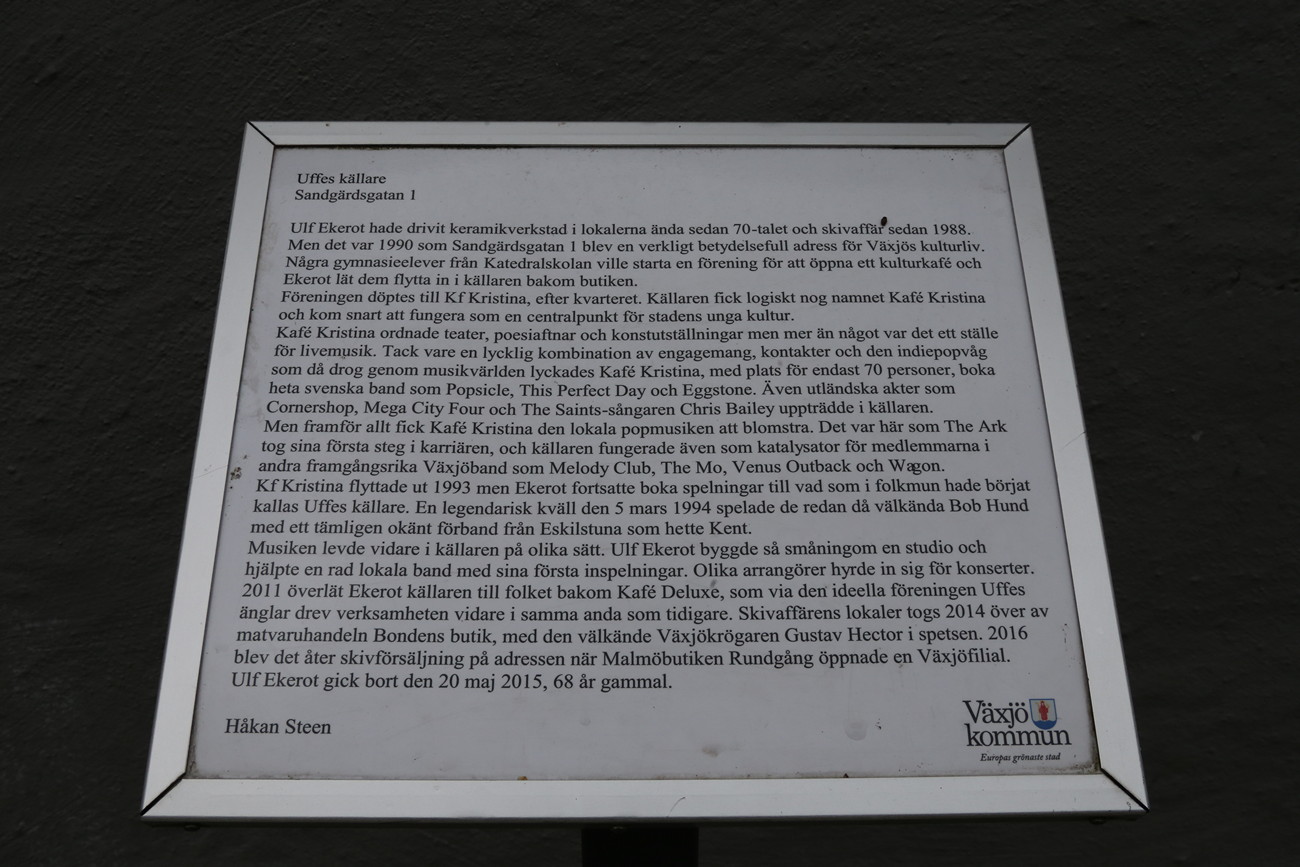 Uffes källare
Sandgärdsgatan 1
Ulf Ekerot hade drivit keramikverkstad i lokalerna ända sedan 70-talet och skivaffär sedan 1988.
Men det var 1990 som Sandgärdsgatan 1 blev en verkligt betydelsefull adress för Växjös kulturliv.
Några gymnasieelever från Katedralskolan ville starta en förening för att öppna ett kulturkafé och
Ekerot lät dem flytta in i källaren bakom butiken.
Föreningen döptes till Kf Kristina, efter kvarteret. Källaren fick logiskt nog namnet Kafé Kristina
och kom snart att fungera som en centralpunkt för stadens unga kultur.
Kafé Kristina ordnade teater, poesiaftnar och konstutställningar men mer än något var det ett ställe
för livemusik. Tack vare en lycklig kombination av engagemang, kontakter och den indiepopvåg
som då drog genom musikvärlden lyckades Kafé Kristina, med plats för endast 70 personer, boka
heta svenska band som Popsicle, This Perfect Day och Eggstone. Även utländska akter som
Cornershop, Mega City Four och The Saints-sångaren Chris Bailey uppträdde i källaren.
Men framför allt fick Kafé Kristina den lokala popmusiken att blomstra. Det var här som The Ark
tog sina första steg i karriären, och källaren fungerade även som katalysator för medlemmarna i
andra framgångsrika Växjöband som Melody Club, The Mo, Venus Outback och Wagon.
Kf Kristina flyttade ut 1993 men Ekerot fortsatte boka spelningar till vad som i folkmun hade börjat
kallas Uffes källare. En legendarisk kväll den 5 mars 1994 spelade de redan då välkända Bob Hund
med ett tämligen okänt förband från Eskilstuna som hette Kent.
Musiken levde vidare i källaren på olika sätt. Ulf Ekerot byggde så småningom en studio och
hjälpte en rad lokala band med sina första inspelningar. Olika arrangörer hyrde in sig för konserter.
2011 överlät Ekerot källaren till folket bakom Kafé Deluxe, som via den ideella föreningen Uffes
änglar drev verksamheten vidare i samma anda som tidigare. Skivaffärens lokaler togs 2014 över av
matvaruhandeln Bondens butik, med den välkände Växjökrögaren Gustav Hector i spetsen. 2016
blev det åter skivförsäljning på adressen när Malmöbutiken Rundgång öppnade en Växjöfilial.
Ulf Ekerot gick bort den 20 maj 2015, 68 år gammal.
Håkan Steen
Växjö
kommun
Europas grönaste stad